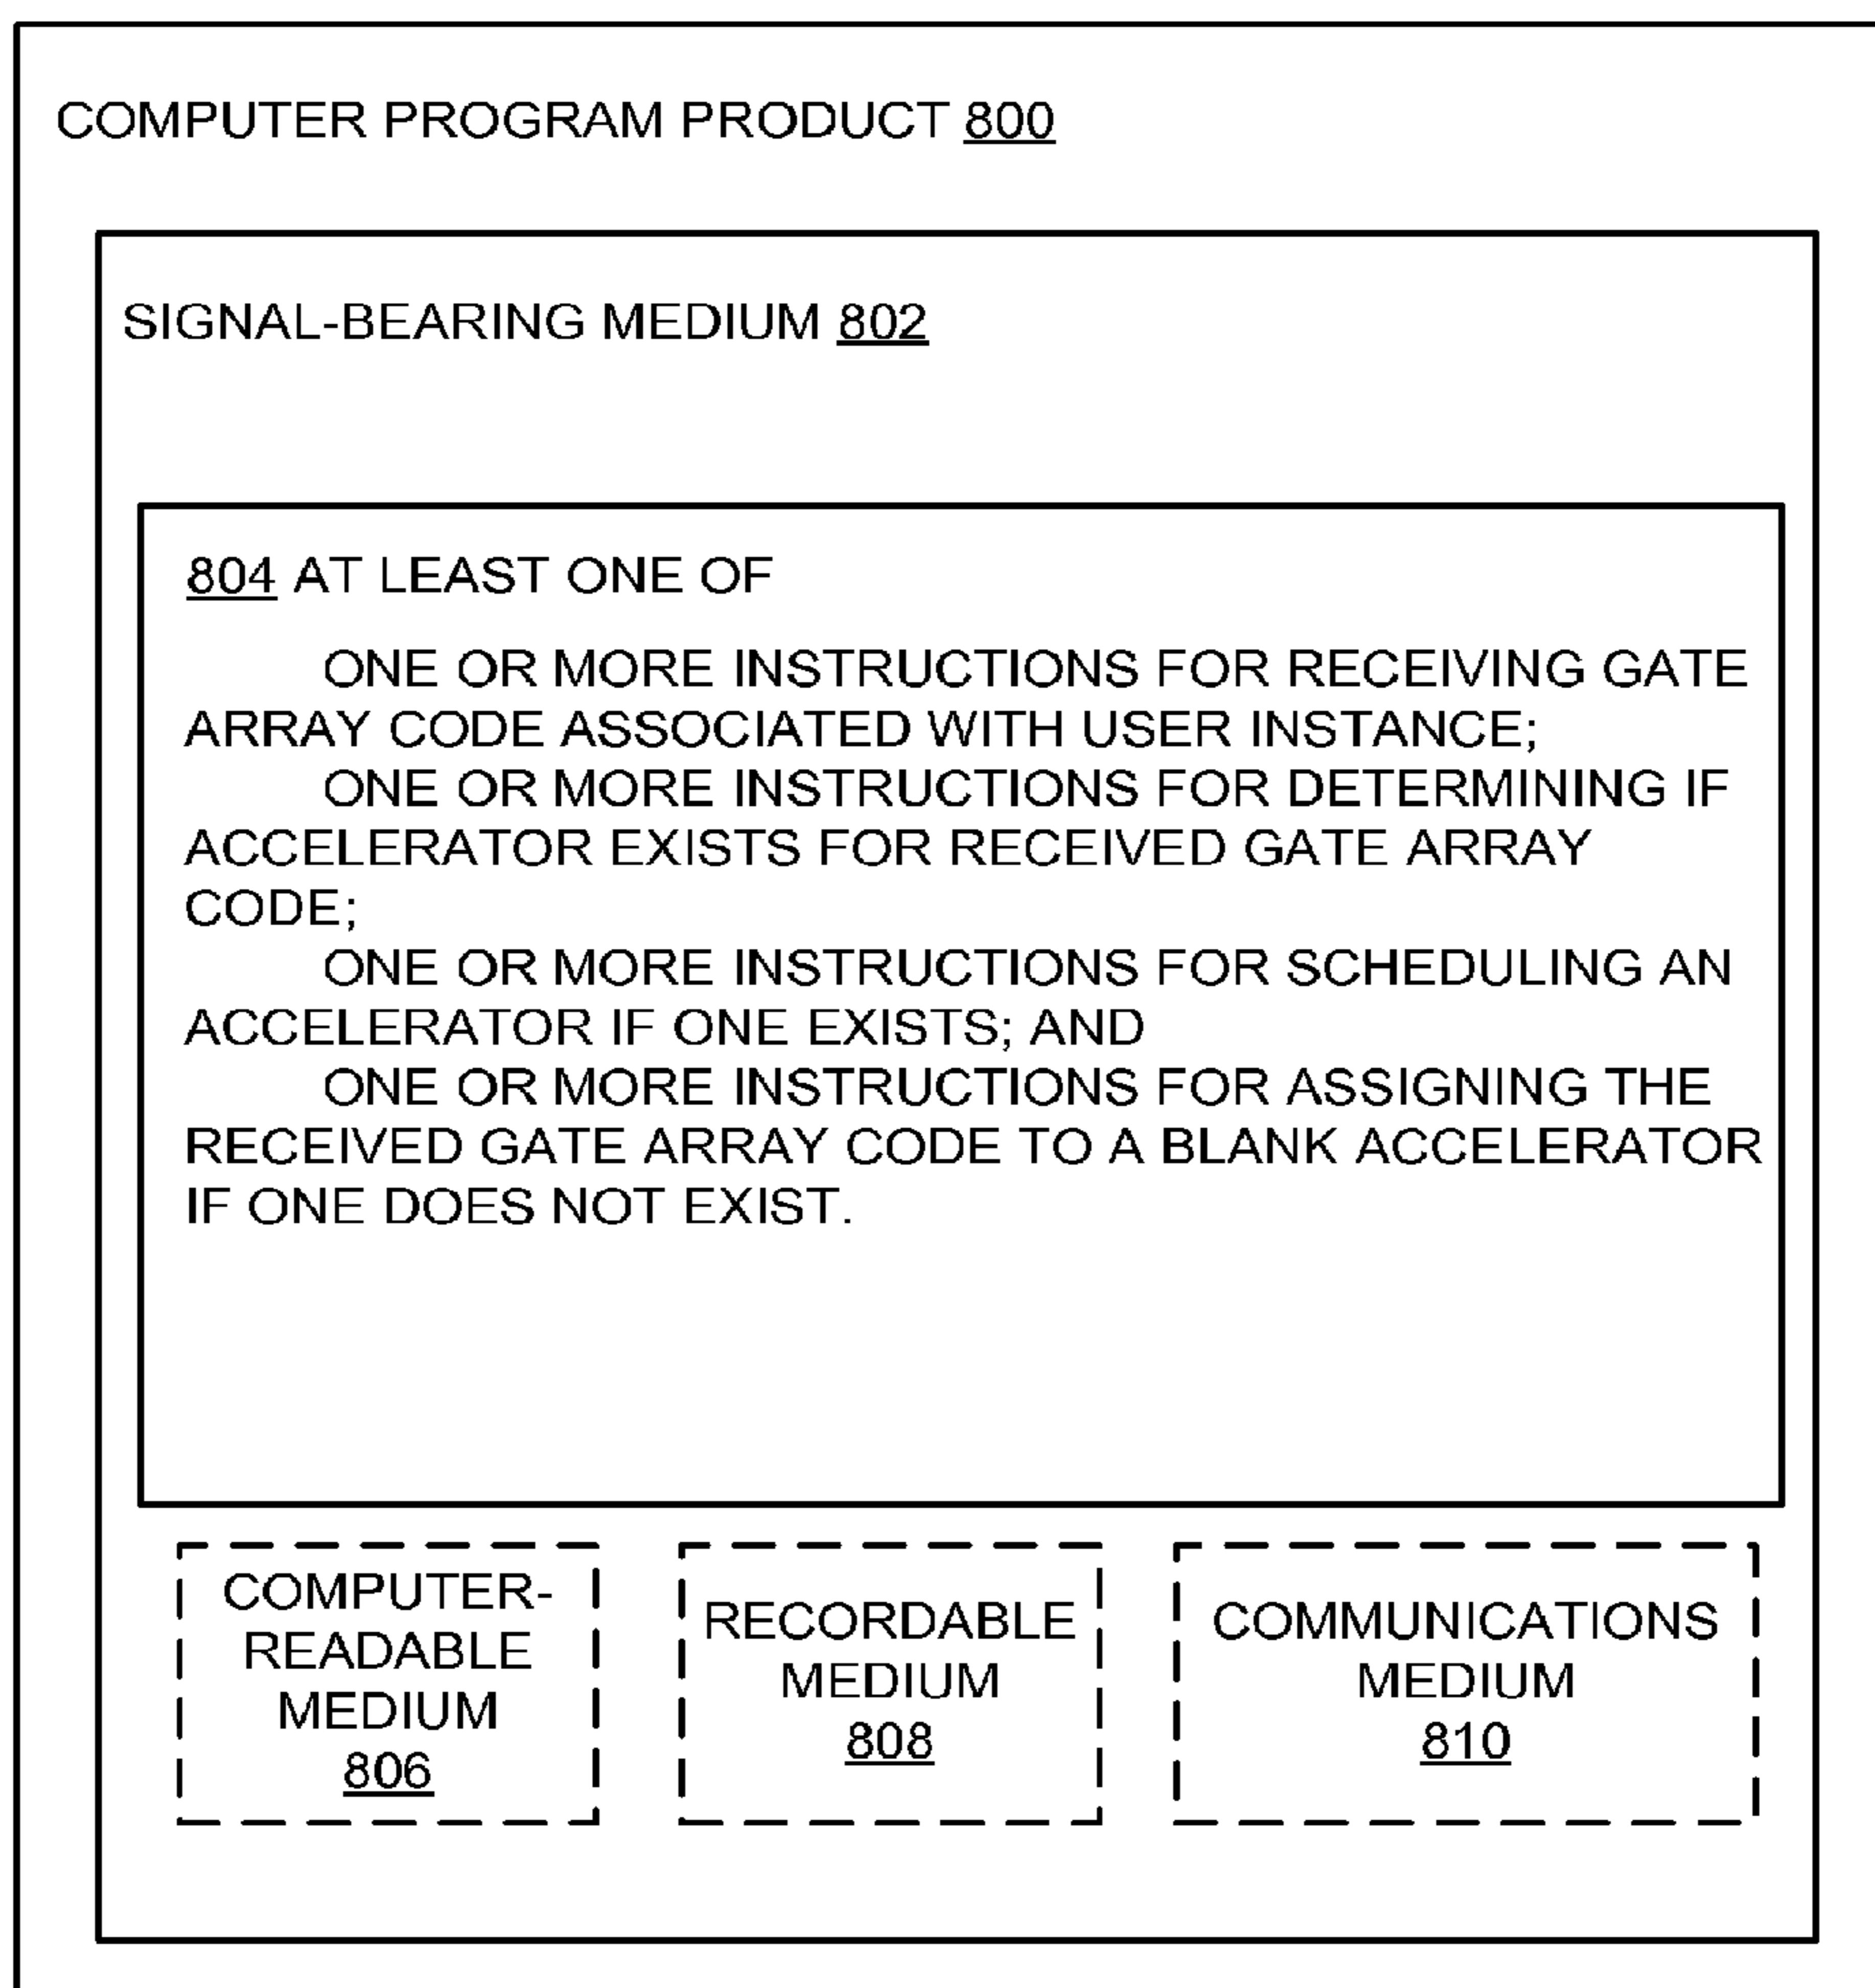 COMPUTER PROGRAM PRODUCT 800
SIGNAL-BEARING MEDIUM 802
804 AT LEAST ONE OF
ONE OR MORE INSTRUCTIONS FOR RECEIVING GATE
ARRAY CODE ASSOCIATED WITH USER INSTANCE;
ONE OR MORE INSTRUCTIONS FOR DETERMINING IF
ACCELERATOR EXISTS FOR RECEIVED GATE ARRAY
CODE;
ONE OR MORE INSTRUCTIONS FOR SCHEDULING AN
ACCELERATOR IF ONE EXISTS; AND
ONE OR MORE INSTRUCTIONS FOR ASSIGNING THE
RECEIVED GATE ARRAY CODE TO A BLANK ACCELERATOR
IF ONE DOES NOT EXIST.
COMPUTER-
READABLE
MEDIUM
806
RECORDABLE
MEDIUM
808
COMMUNICATIONS
MEDIUM
810